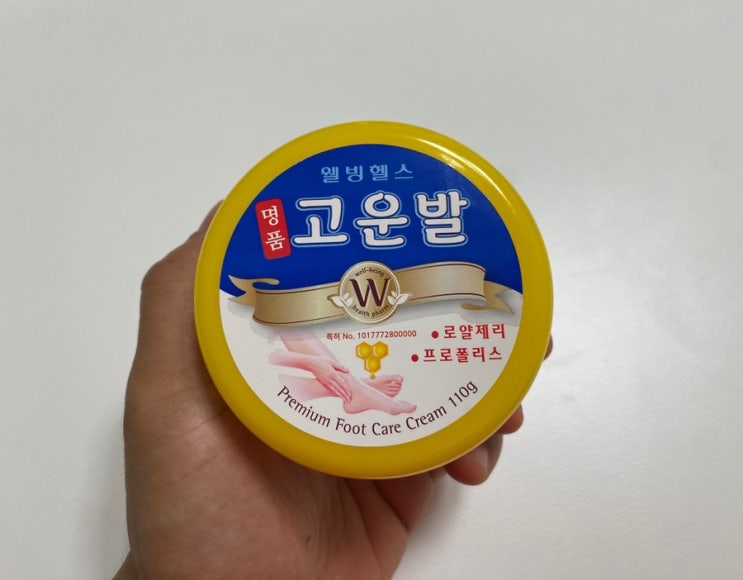 웰빙헬스
명품
고운발
well-being
W
health pharm
특허 No. 1017772800000
•로얄제리
•프로폴리스
Premium Foot Care Cream 110g